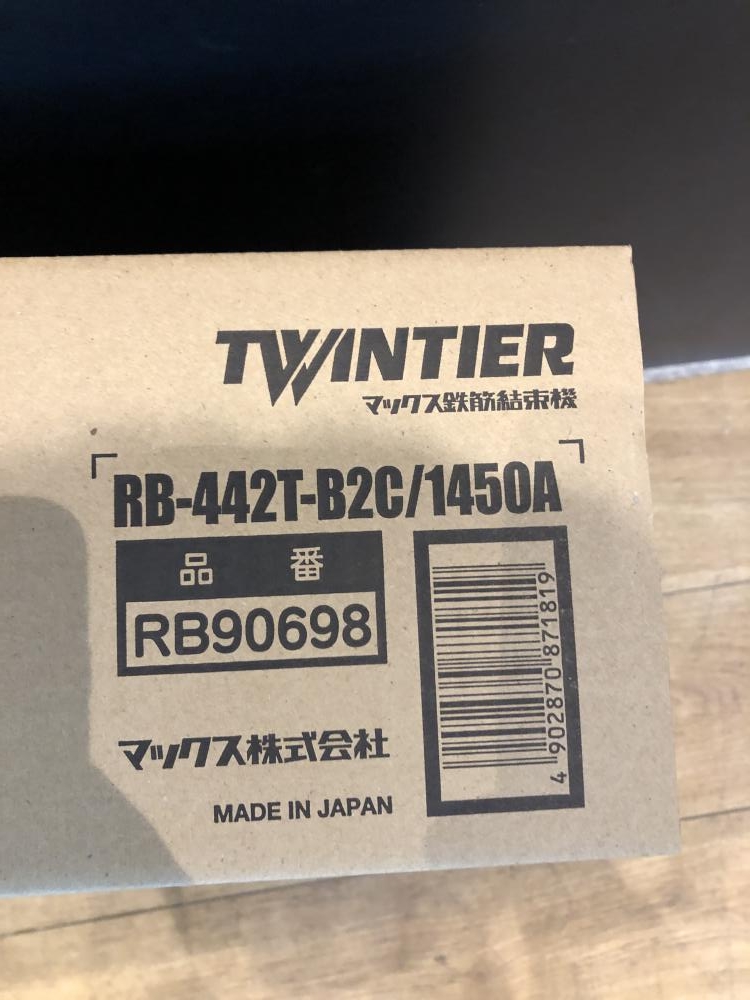 TWINTIER
マックス鉄筋結束機
RB-442T-B2C/1450A
品 番
RB90698
4 902870 871819
マックス株式会社
MADE IN JAPAN